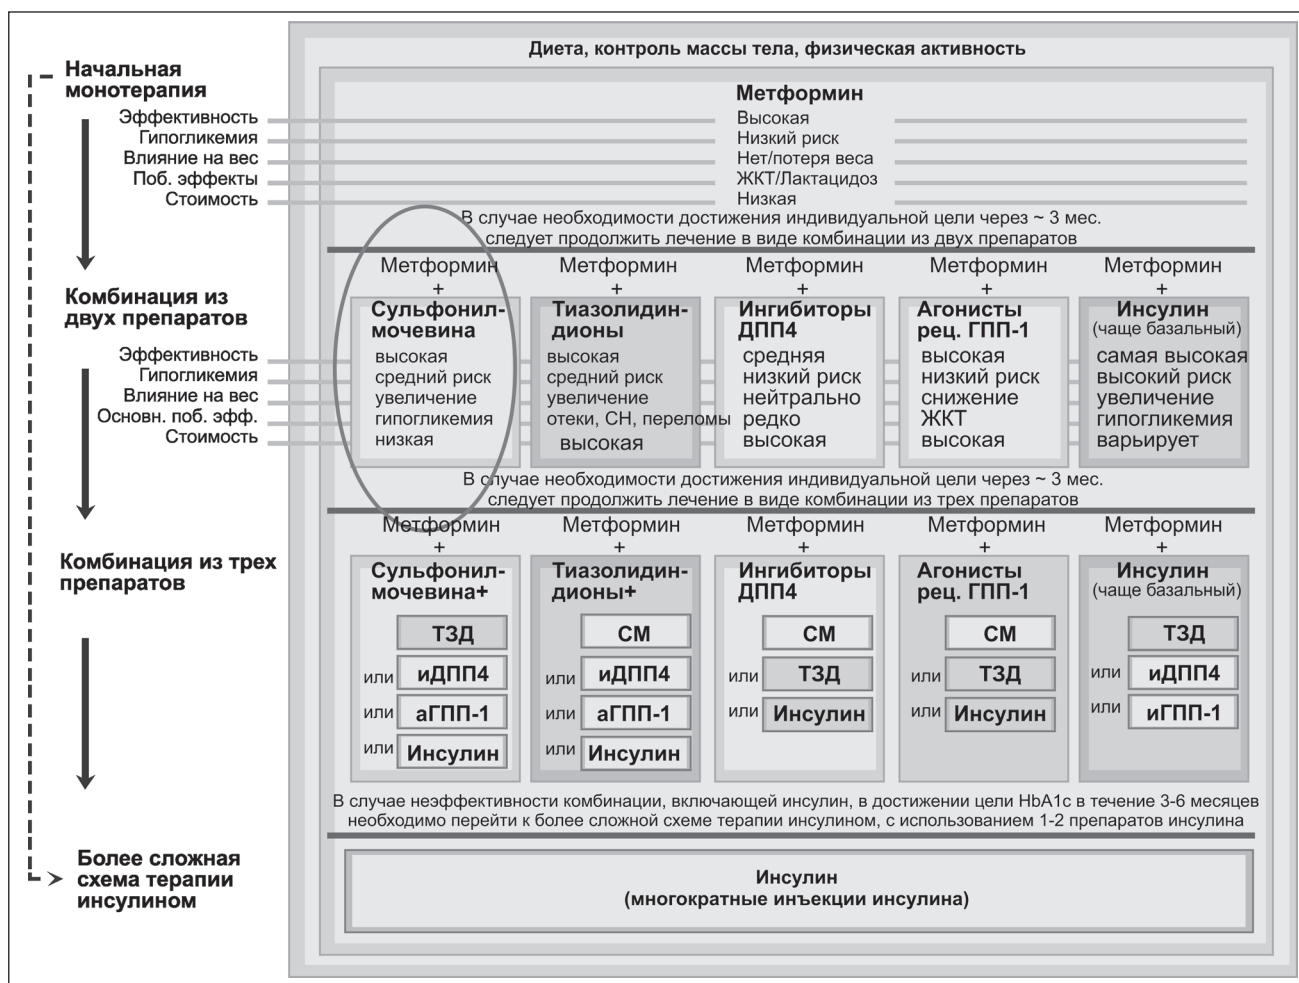 Диета, контроль массы тела, физическая активность
Начальная
монотерапия
Метформин
Эффективность Высокая
Гипогликемия Низкий риск
Влияние на вес Нет/потеря веса
Поб. эффекты ЖКТ/Лактацидоз
Стоимость Низкая
В случае необходимости достижения индивидуальной цели через ~ 3 мес.
следует продолжить лечение в виде комбинации из двух препаратов
Комбинация из
двух препаратов
Эффективность
Гипогликемия
Влияние на вес
Основн. поб. эфф.
Стоимость
Метформин
+
Сульфонил-
мочевина
высокая
средний риск
увеличение
гипогликемия
низкая
Метформин
+
Тиазолидин-
дионы
высокая
средний риск
увеличение
отеки, СН, переломы
высокая
Метформин
+
Ингибиторы
ДПП4
средняя
низкий риск
нейтрально
редко
высокая
Метформин
+
Агонисты
рец. ГПП-1
высокая
низкий риск
снижение
ЖКТ
высокая
Метформин
+
Инсулин
(чаще базальный)
самая высокая
высокий риск
увеличение
гипогликемия
варьирует
В случае необходимости достижения индивидуальной цели через ~ 3 мес.
следует продолжить лечение в виде комбинации из трех препаратов
Комбинация из трех
препаратов
Метформин
+
Сульфонил-
мочевина+
ТЗД
или иДПП4
или аГПП-1
или Инсулин
Метформин
+
Тиазолидин-
дионы+
СМ
или иДПП4
или аГПП-1
или Инсулин
Метформин
+
Ингибиторы
ДПП4
СМ
или ТЗД
или Инсулин
Метформин
+
Агонисты
рец. ГПП-1
СМ
или ТЗД
или Инсулин
Метформин
+
Инсулин
(чаще базальный)
ТЗД
или иДПП4
или иГПП-1
В случае неэффективности комбинации, включающей инсулин, в достижении цели HbA1c в течение 3-6 месяцев
необходимо перейти к более сложной схеме терапии инсулином, с использованием 1-2 препаратов инсулина
Более сложная
схема терапии
инсулином
Инсулин
(многократные инъекции инсулина)